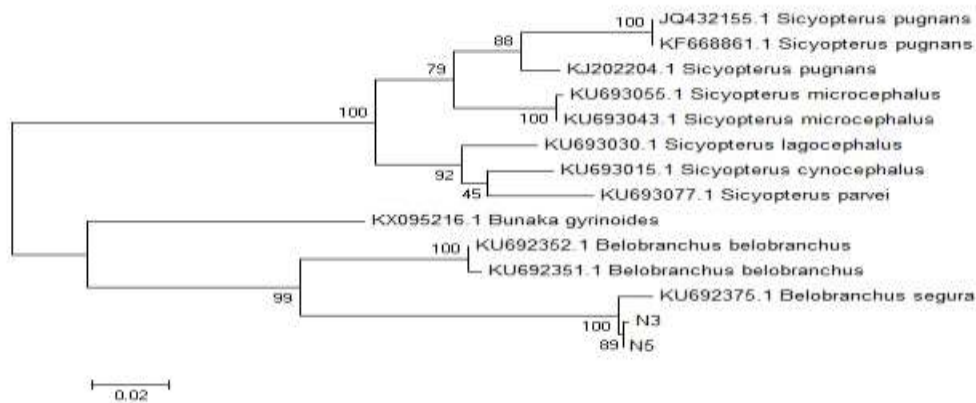 100 JQ432155.1 Sicyopterus pugnans
88 KF668861.1 Sicyopterus pugnans
79 KJ202204.1 Sicyopterus pugnans
KU693055.1 Sicyopterus microcephalus
100 100 KU693043.1 Sicyopterus microcephalus
KU693030.1 Sicyopterus lagocephalus
92 KU693015.1 Sicyopterus cynocephalus
45 KU693077.1 Sicyopterus parvei
KX095216.1 Bunaka gyrinoides
100 KU692352.1 Belobranchus belobranchus
KU692351.1 Belobranchus belobranchus
99 KU692375.1 Belobranchus segura
100 N3
89 N5
0.02